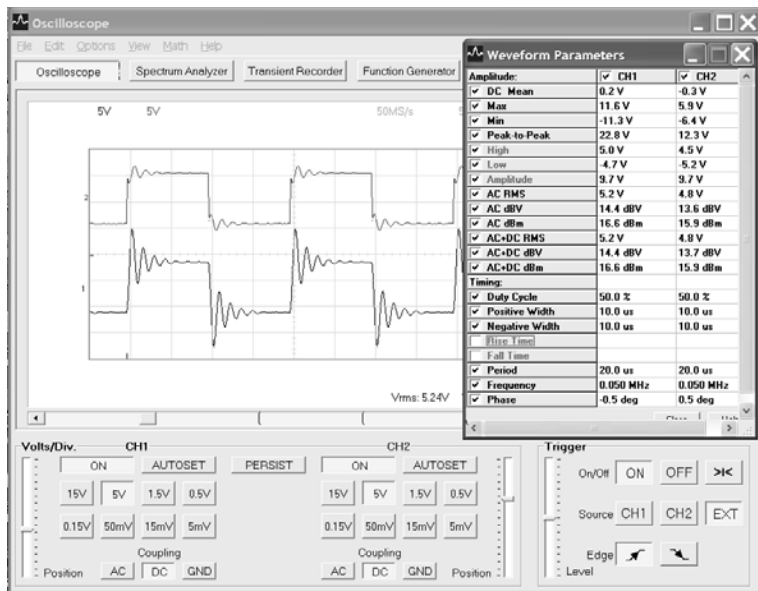 Oscilloscope
File Edit Options View Math Help
Oscilloscope Spectrum Analyzer Transient Recorder Function Generator
5V 5V 50MS/s
2
1
Vrms: 5.24V
Waveform Parameters
Amplitude: CH1 CH2
DC Mean 0.2 V -0.3 V
Max 11.6 V 5.9 V
Min -11.3 V -6.4 V
Peak-to-Peak 22.8 V 12.3 V
High 5.0 V 4.5 V
Low -4.7 V -5.2 V
Amplitude 9.7 V 9.7 V
AC RMS 5.2 V 4.8 V
AC dBV 14.4 dBV 13.6 dBV
AC dBm 16.6 dBm 15.9 dBm
AC+DC RMS 5.2 V 4.8 V
AC+DC dBV 14.4 dBV 13.7 dBV
AC+DC dBm 16.6 dBm 15.9 dBm
Timing:
Duty Cycle 50.0 % 50.0 %
Positive Width 10.0 us 10.0 us
Negative Width 10.0 us 10.0 us
Rise Time
Fall Time
Period 20.0 us 20.0 us
Frequency 0.050 MHz 0.050 MHz
Phase -0.5 deg 0.5 deg
Volts/Div. CH1 CH2
ON AUTOSET PERSIST ON AUTOSET
15V 5V 1.5V 0.5V 15V 5V 1.5V 0.5V
0.15V 50mV 15mV 5mV 0.15V 50mV 15mV 5mV
Coupling Coupling
Position AC DC GND AC DC GND Position
Trigger
On/Off ON OFF
Source CH1 CH2 EXT
Edge
Level